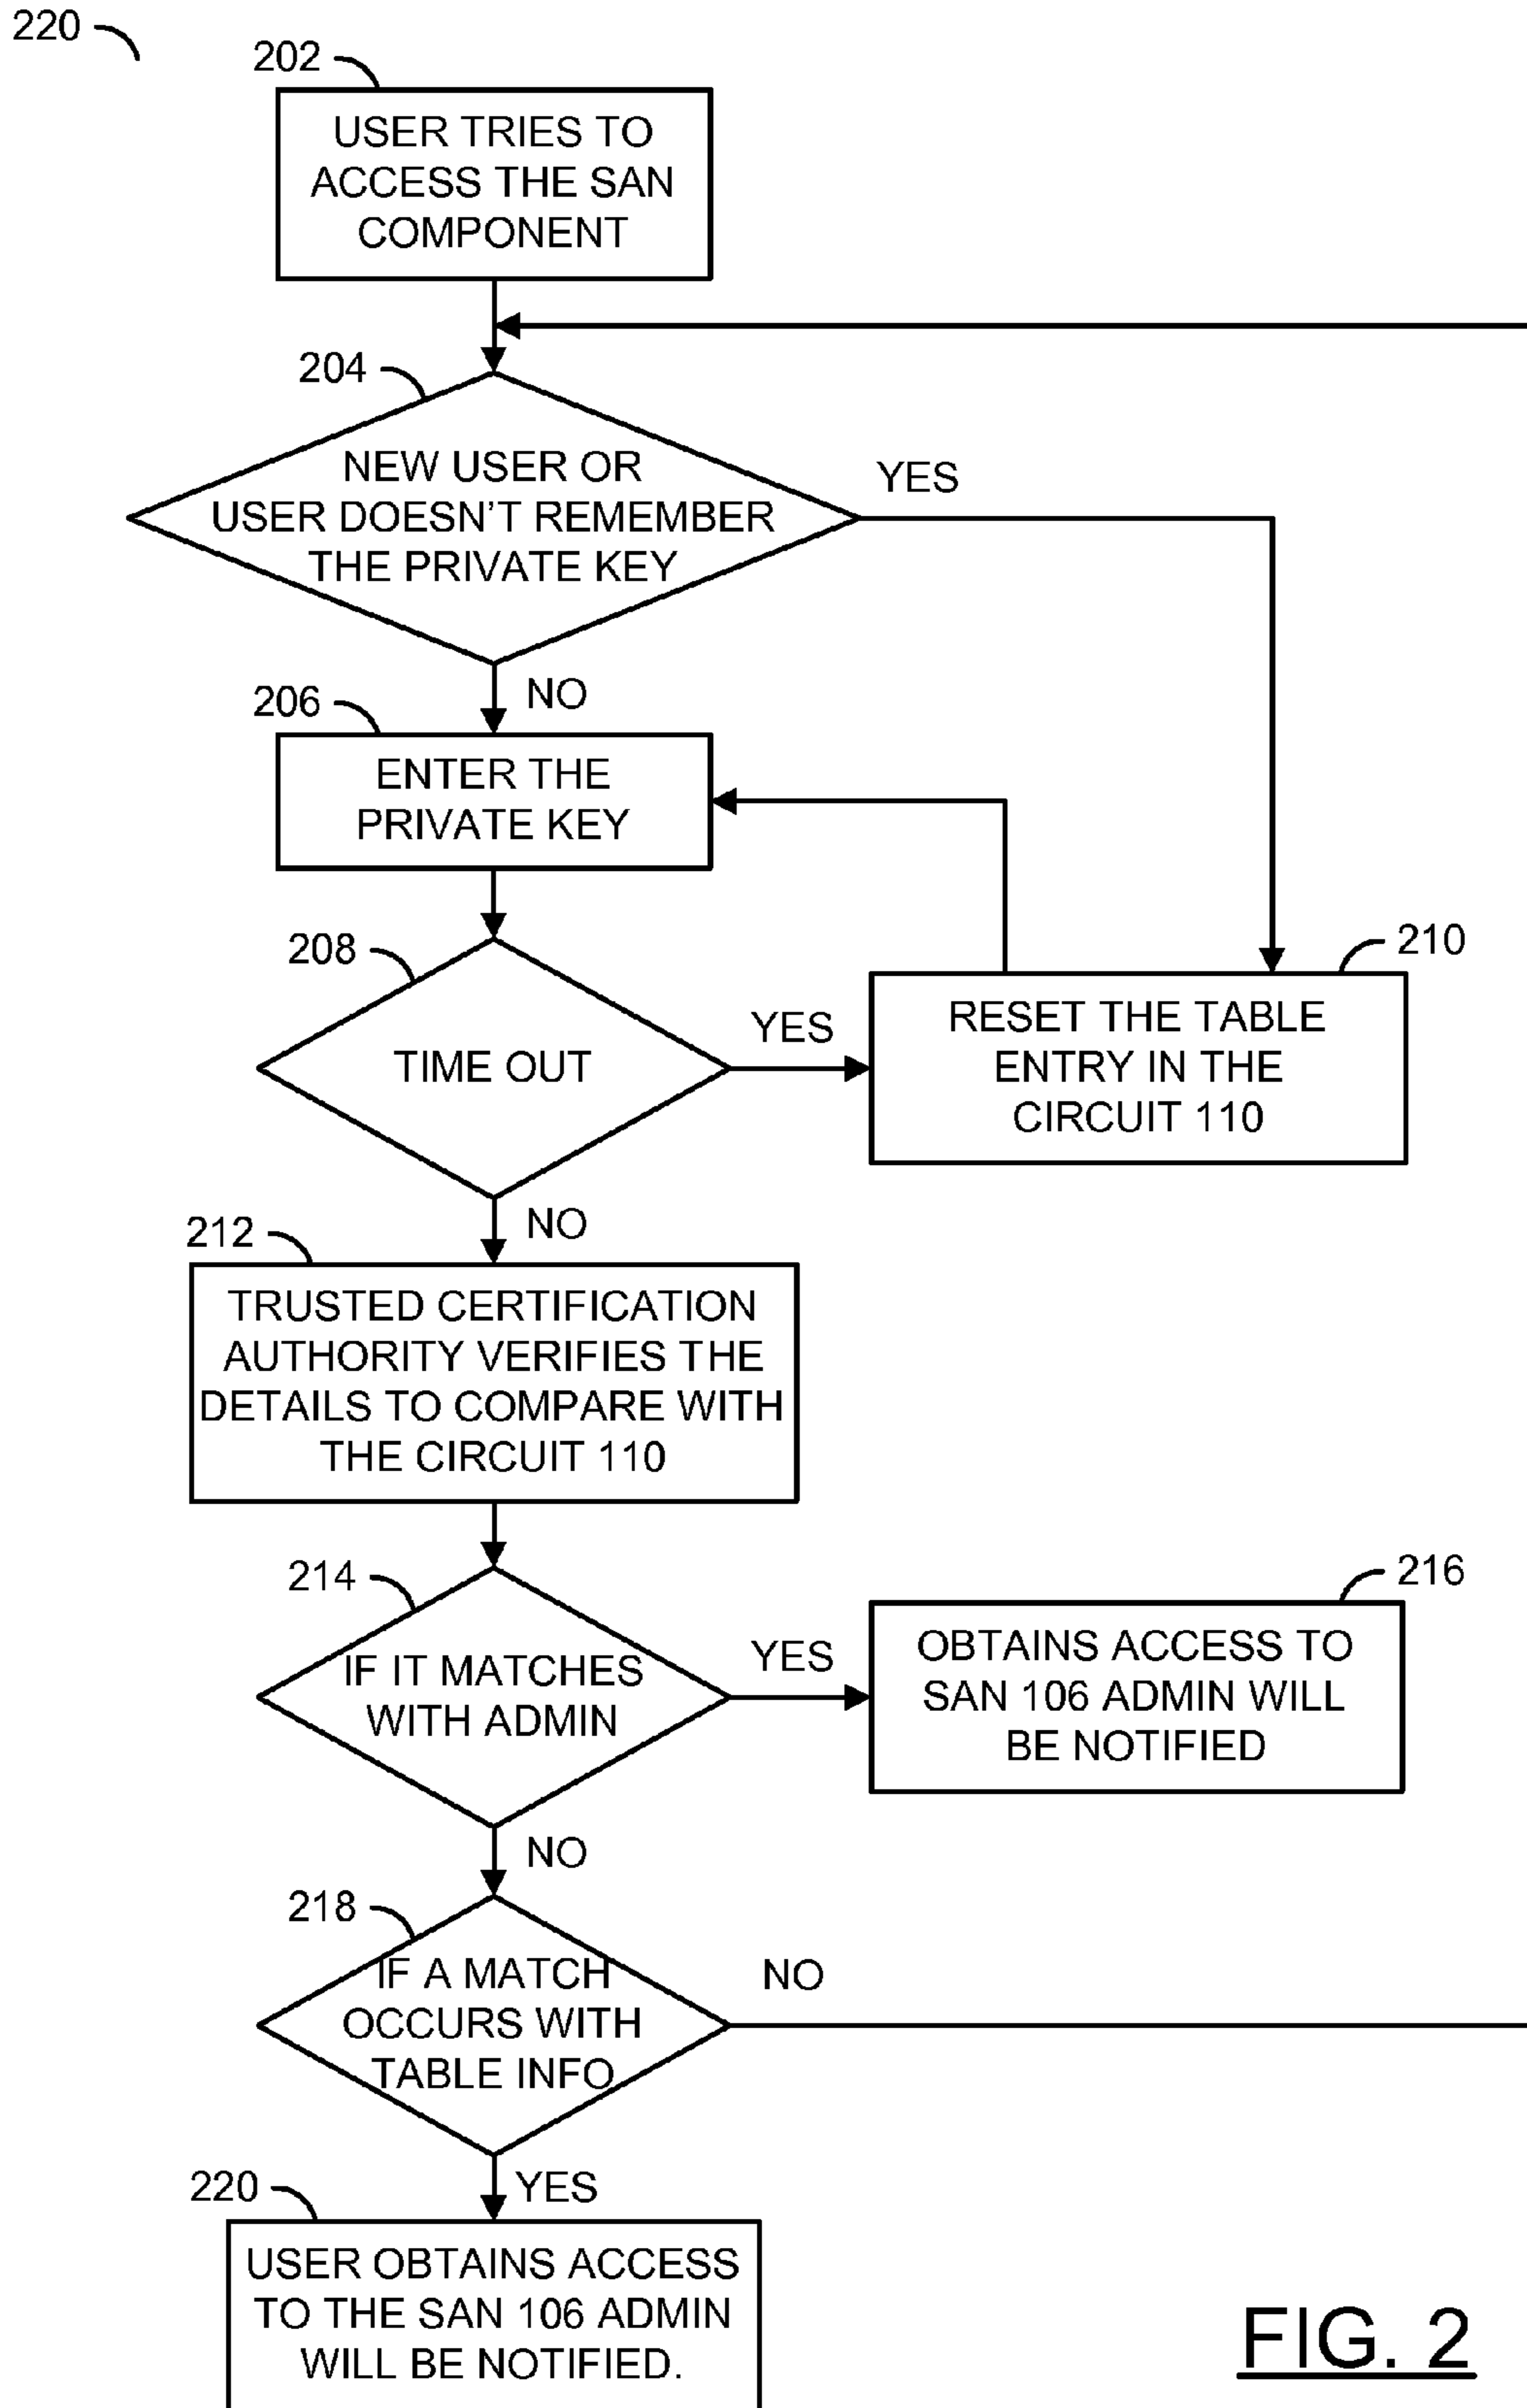 220
202
USER TRIES TO
ACCESS THE SAN
COMPONENT
204
NEW USER OR
USER DOESN'T REMEMBER
THE PRIVATE KEY
YES
NO
206
ENTER THE
PRIVATE KEY
208
TIME OUT
YES
210
RESET THE TABLE
ENTRY IN THE
CIRCUIT 110
NO
212
TRUSTED CERTIFICATION
AUTHORITY VERIFIES THE
DETAILS TO COMPARE WITH
THE CIRCUIT 110
214
IF IT MATCHES
WITH ADMIN
YES
216
OBTAINS ACCESS TO
SAN 106 ADMIN WILL
BE NOTIFIED
NO
218
IF A MATCH
OCCURS WITH
TABLE INFO
NO
YES
220
USER OBTAINS ACCESS
TO THE SAN 106 ADMIN
WILL BE NOTIFIED.
FIG. 2